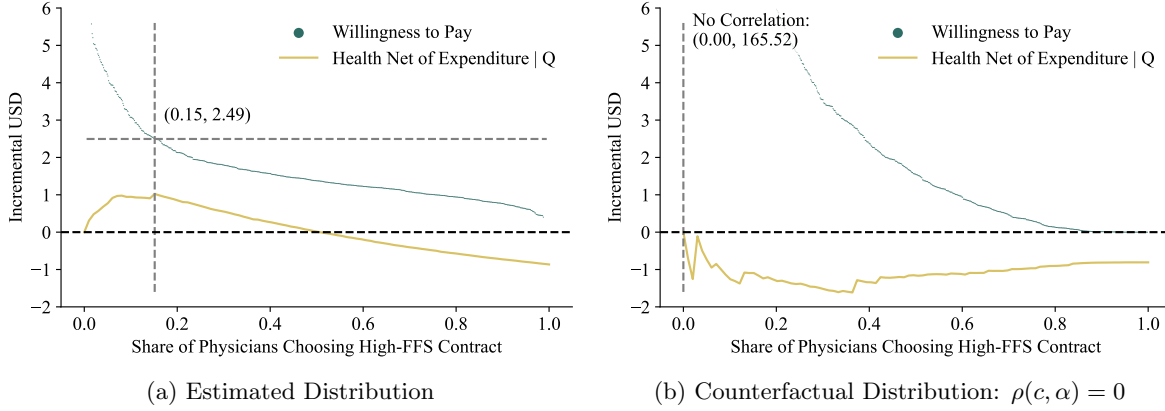 6
5
4
3
2
1
0
−1
−2
Incremental USD
Willingness to Pay
Health Net of Expenditure | Q
(0.15, 2.49)
0.0 0.2 0.4 0.6 0.8 1.0
Share of Physicians Choosing High-FFS Contract
(a) Estimated Distribution
6
5
4
3
2
1
0
−1
−2
Incremental USD
No Correlation:
(0.00, 165.52)
Willingness to Pay
Health Net of Expenditure | Q
0.0 0.2 0.4 0.6 0.8 1.0
Share of Physicians Choosing High-FFS Contract
(b) Counterfactual Distribution: ρ(c, α) = 0